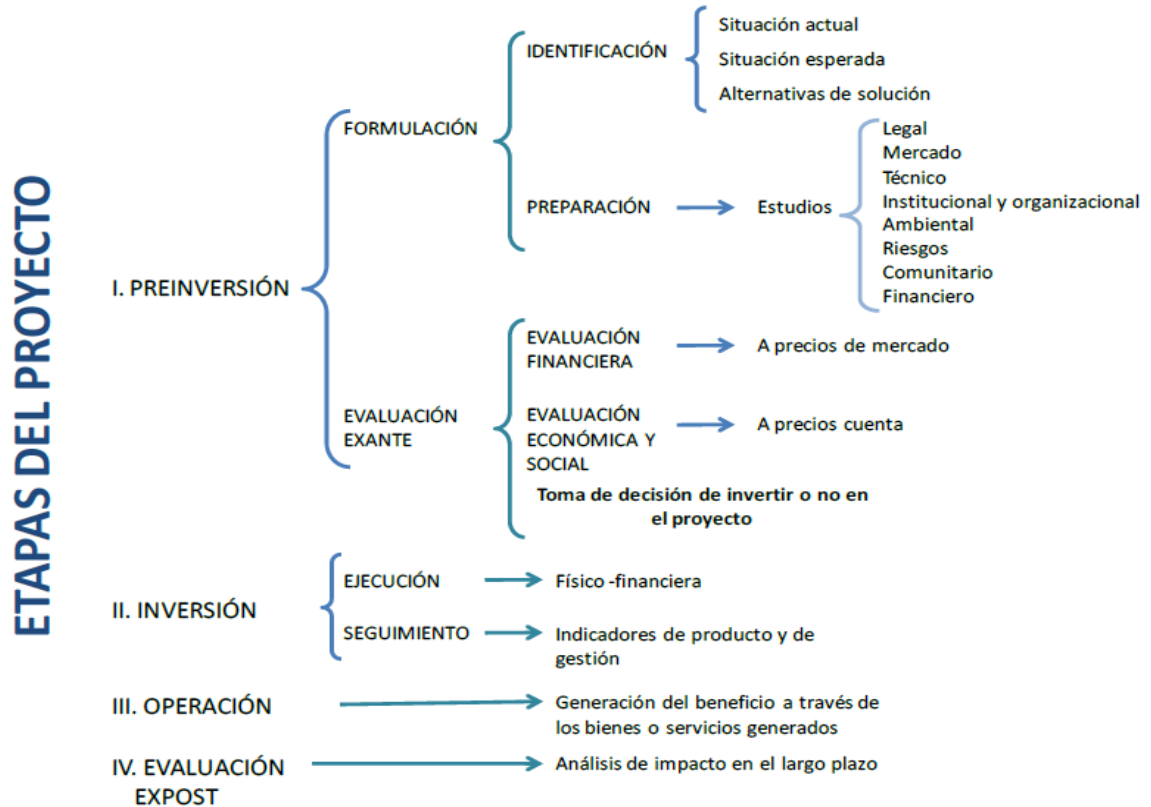 ETAPAS DEL PROYECTO
I. PREINVERSIÓN
FORMULACIÓN
IDENTIFICACIÓN
Situación actual
Situación esperada
Alternativas de solución
PREPARACIÓN
Estudios
Legal
Mercado
Técnico
Institucional y organizacional
Ambiental
Riesgos
Comunitario
Financiero
EVALUACIÓN
EXANTE
EVALUACIÓN
FINANCIERA
A precios de mercado
EVALUACIÓN
ECONÓMICA Y
SOCIAL
A precios cuenta
Toma de decisión de invertir o no en
el proyecto
II. INVERSIÓN
EJECUCIÓN
Físico -financiera
SEGUIMIENTO
Indicadores de producto y de
gestión
III. OPERACIÓN
Generación del beneficio a través de
los bienes o servicios generados
IV. EVALUACIÓN
EXPOST
Análisis de impacto en el largo plazo